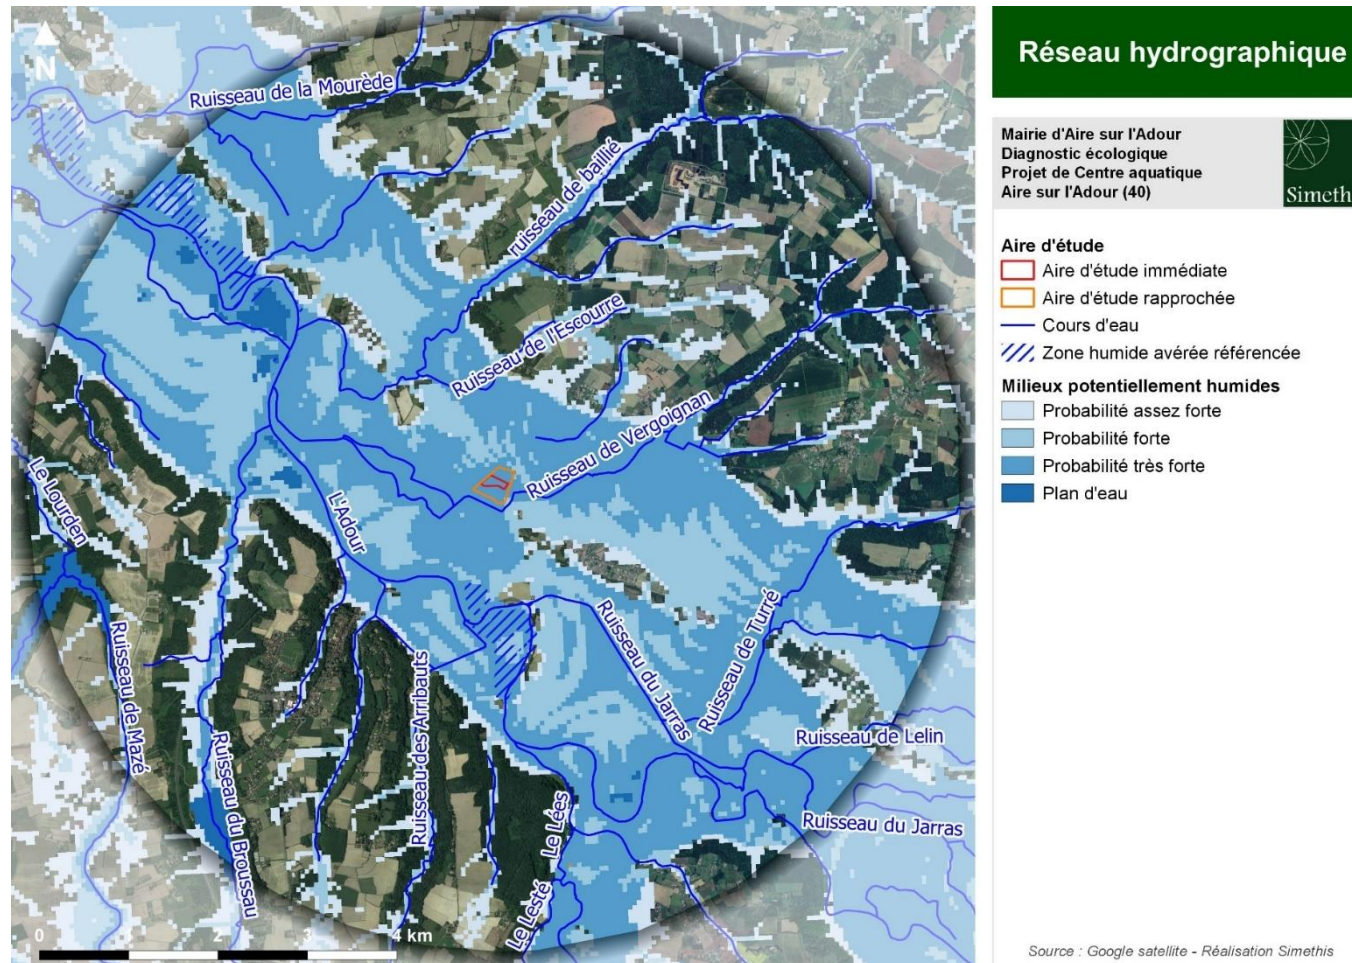 N
Ruisseau de la Mourède
ruisseau de baillié
Ruisseau de l'Escourre
Ruisseau de Vergoignan
Le Lourden
L'Adour
Ruisseau de Mazé
Ruisseau du Broussau
Ruisseau des Arribauts
Ruisseau du Jarras
Ruisseau de Turré
Ruisseau de Lelin
Ruisseau du Jarras
Le Lées
Le Lesté
0 2 3 4 km
Réseau hydrographique
Mairie d'Aire sur l'Adour
Diagnostic écologique
Projet de Centre aquatique
Aire sur l'Adour (40)
Simeth
Aire d'étude
Aire d'étude immédiate
Aire d'étude rapprochée
Cours d'eau
Zone humide avérée référencée
Milieux potentiellement humides
Probabilité assez forte
Probabilité forte
Probabilité très forte
Plan d'eau
Source : Google satellite - Réalisation Simethis